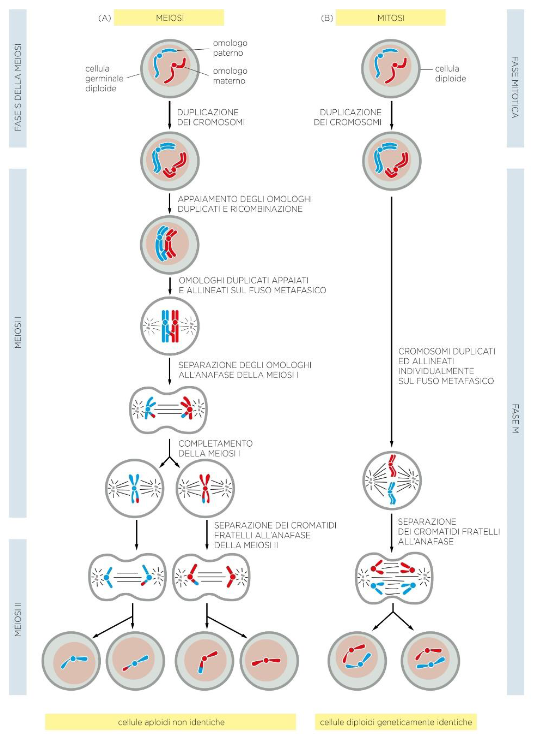 (A)
MEIOSI
(B)
MITOSI
FASE S DELLA MEIOSI
MEIOSI I
MEIOSI II
omologo
paterno
cellula
germinale
diploide
omologo
materno
DUPLICAZIONE
DEI CROMOSOMI
APPAIAMENTO DEGLI OMOLOGHI
DUPLICATI E RICOMBINAZIONE
OMOLOGHI DUPLICATI APPAIATI
E ALLINEATI SUL FUSO METAFASICO
SEPARAZIONE DEGLI OMOLOGHI
ALL'ANAFASE DELLA MEIOSI I
COMPLETAMENTO
DELLA MEIOSI I
SEPARAZIONE DEI CROMATIDI
FRATELLI ALL'ANAFASE
DELLA MEIOSI II
cellule aploidi non identiche
cellula
diploide
DUPLICAZIONE
DEI CROMOSOMI
CROMOSOMI DUPLICATI
ED ALLINEATI
INDIVIDUALMENTE
SUL FUSO METAFASICO
SEPARAZIONE
DEI CROMATIDI FRATELLI
ALL'ANAFASE
cellule diploidi geneticamente identiche
FASE MITOTICA
FASE M